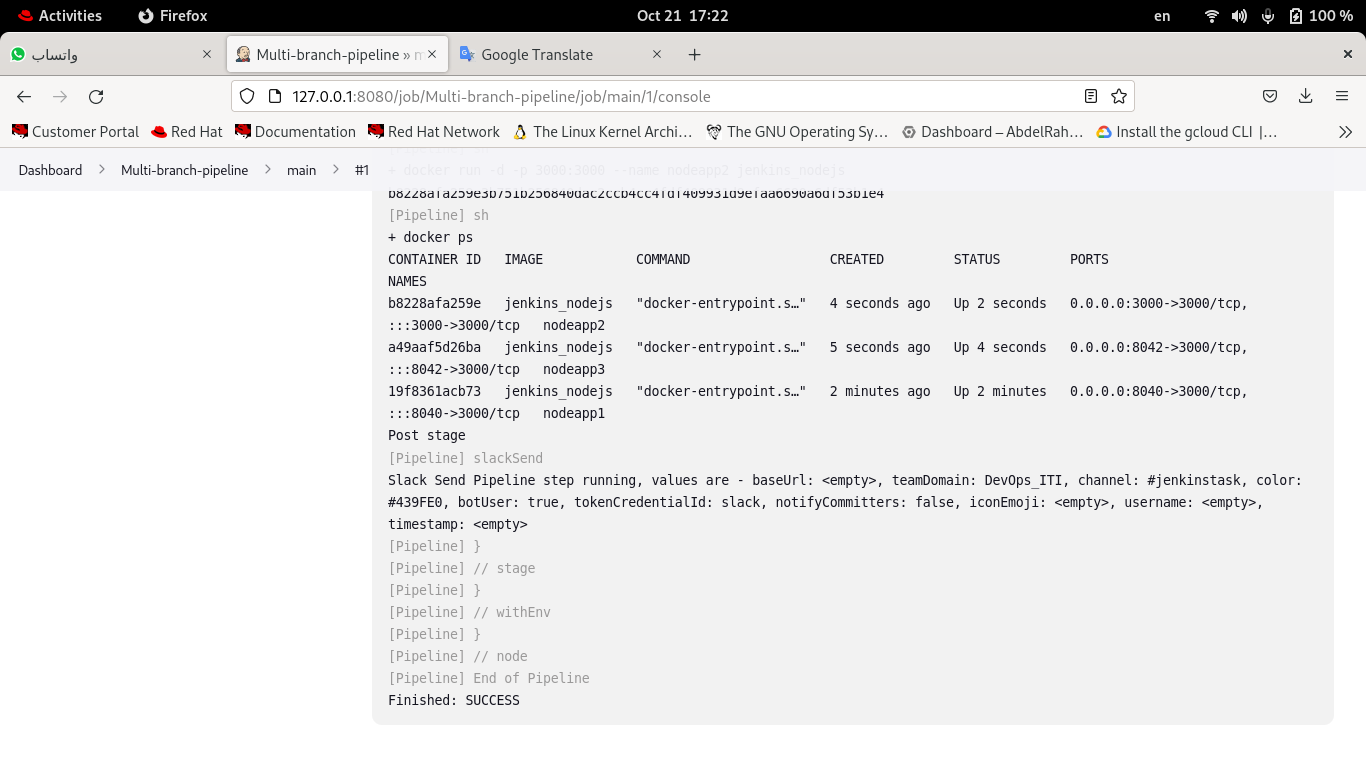 Activities Firefox Oct 21 17:22 en 100 %
واتساب Multi-branch-pipeline » m Google Translate
127.0.0.1:8080/job/Multi-branch-pipeline/job/main/1/console
Customer Portal Red Hat Documentation Red Hat Network The Linux Kernel Archi… The GNU Operating Sy… Dashboard – AbdelRah… Install the gcloud CLI |…
Dashboard Multi-branch-pipeline main #1
+ docker run -d -p 3000:3000 --name nodeapp2 jenkins_nodejs
[Pipeline] sh
+ docker ps
CONTAINER ID IMAGE COMMAND CREATED STATUS PORTS
NAMES
b8228afa259e jenkins_nodejs "docker-entrypoint.s…" 4 seconds ago Up 2 seconds 0.0.0.0:3000->3000/tcp,
:::3000->3000/tcp nodeapp2
a49aaf5d26ba jenkins_nodejs "docker-entrypoint.s…" 5 seconds ago Up 4 seconds 0.0.0.0:8042->3000/tcp,
:::8042->3000/tcp nodeapp3
19f8361acb73 jenkins_nodejs "docker-entrypoint.s…" 2 minutes ago Up 2 minutes 0.0.0.0:8040->3000/tcp,
:::8040->3000/tcp nodeapp1
Post stage
[Pipeline] slackSend
Slack Send Pipeline step running, values are - baseUrl: <empty>, teamDomain: DevOps_ITI, channel: #jenkinstask, color:
#439FE0, botUser: true, tokenCredentialId: slack, notifyCommitters: false, iconEmoji: <empty>, username: <empty>,
timestamp: <empty>
[Pipeline] }
[Pipeline] // stage
[Pipeline] }
[Pipeline] // withEnv
[Pipeline] }
[Pipeline] // node
[Pipeline] End of Pipeline
Finished: SUCCESS